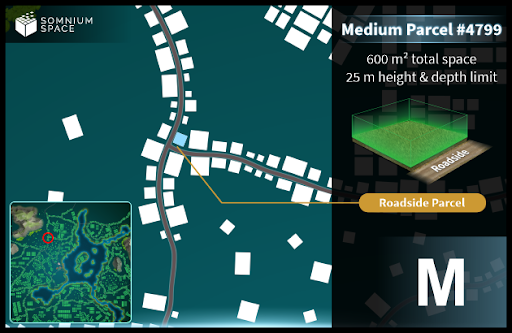 SOMNIUM
SPACE
Medium Parcel #4799
600 m² total space
25 m height & depth limit
Roadside
Roadside Parcel
M